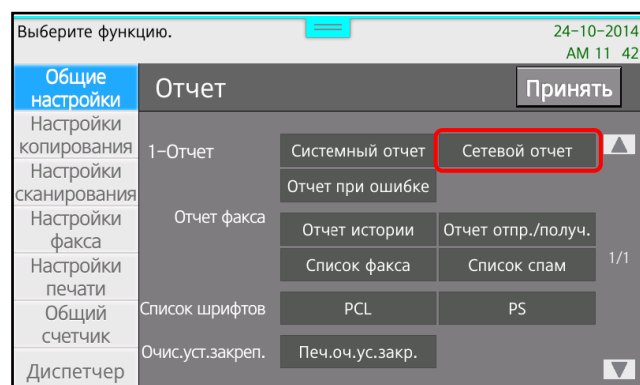 Выберите функцию.
24-10-2014
AM 11 42
Общие
настройки
Отчет
Принять
Настройки
копирования
Настройки
сканирования
Настройки
факса
Настройки
печати
Общий
счетчик
Диспетчер
1-Отчет
Системный отчет
Сетевой отчет
Отчет при ошибке
Отчет факса
Отчет истории
Отчет отпр./получ.
Список факса
Список спам
1/1
Список шрифтов
PCL
PS
Очис.уст.закреп.
Печ.оч.ус.закр.